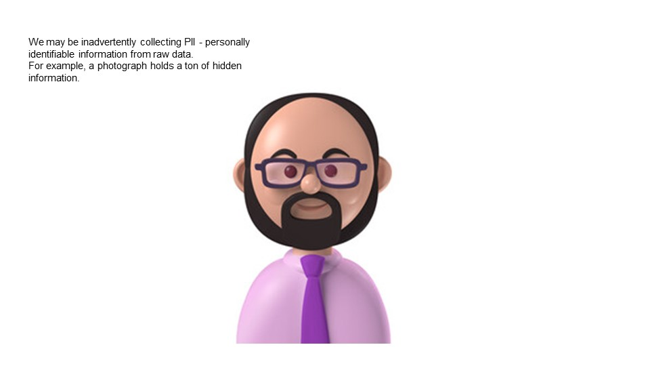 We may be inadvertently collecting PII - personally
identifiable information from raw data.
For example, a photograph holds a ton of hidden
information.